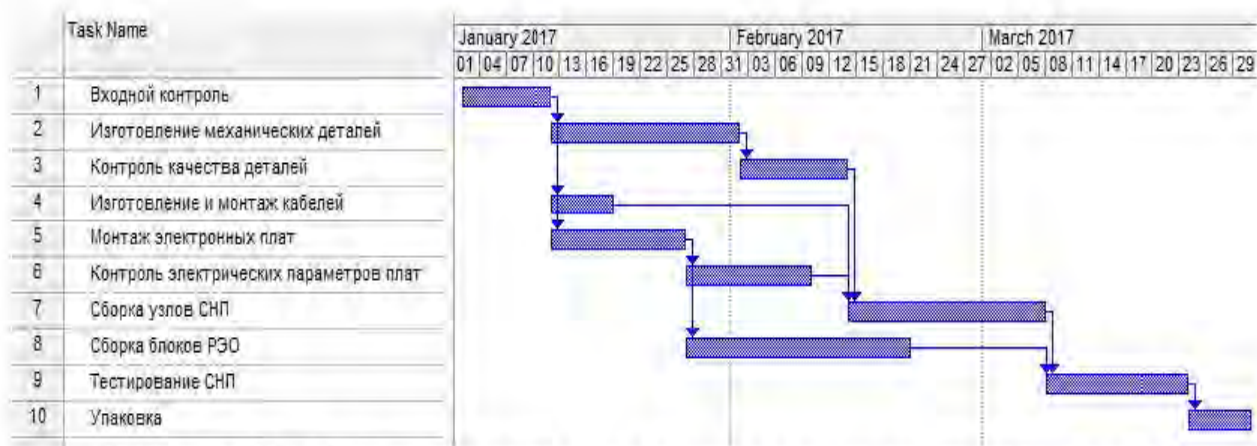 Task Name
January 2017 February 2017 March 2017
01 04 07 10 13 16 19 22 25 28 31 03 06 09 12 15 18 21 24 27 02 05 08 11 14 17 20 23 26 29
1 Входной контроль
2 Изготовление механических деталей
3 Контроль качества деталей
4 Изготовление и монтаж кабелей
5 Монтаж электронных плат
6 Контроль электрических параметров плат
7 Сборка узлов СНП
8 Сборка блоков РЭО
9 Тестирование СНП
10 Упаковка